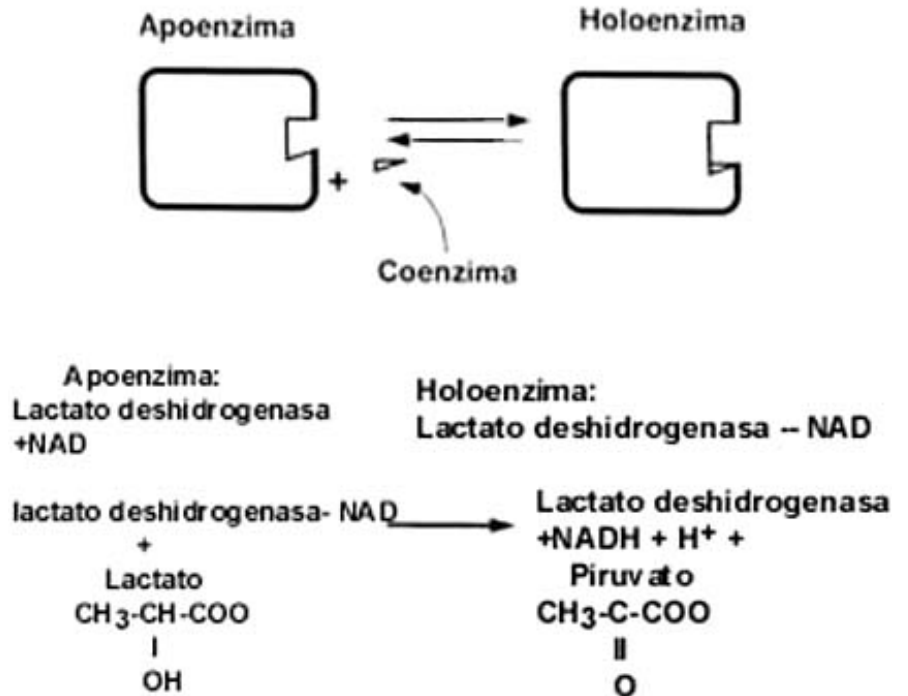 Apoenzima
Holoenzima
+
Coenzima
Apoenzima:
Lactato deshidrogenasa
+NAD
Holoenzima:
Lactato deshidrogenasa -- NAD
lactato deshidrogenasa- NAD
+
Lactato
CH3-CH-COO
OH
Lactato deshidrogenasa
+NADH + H+ +
Piruvato
CH3-C-COO
O